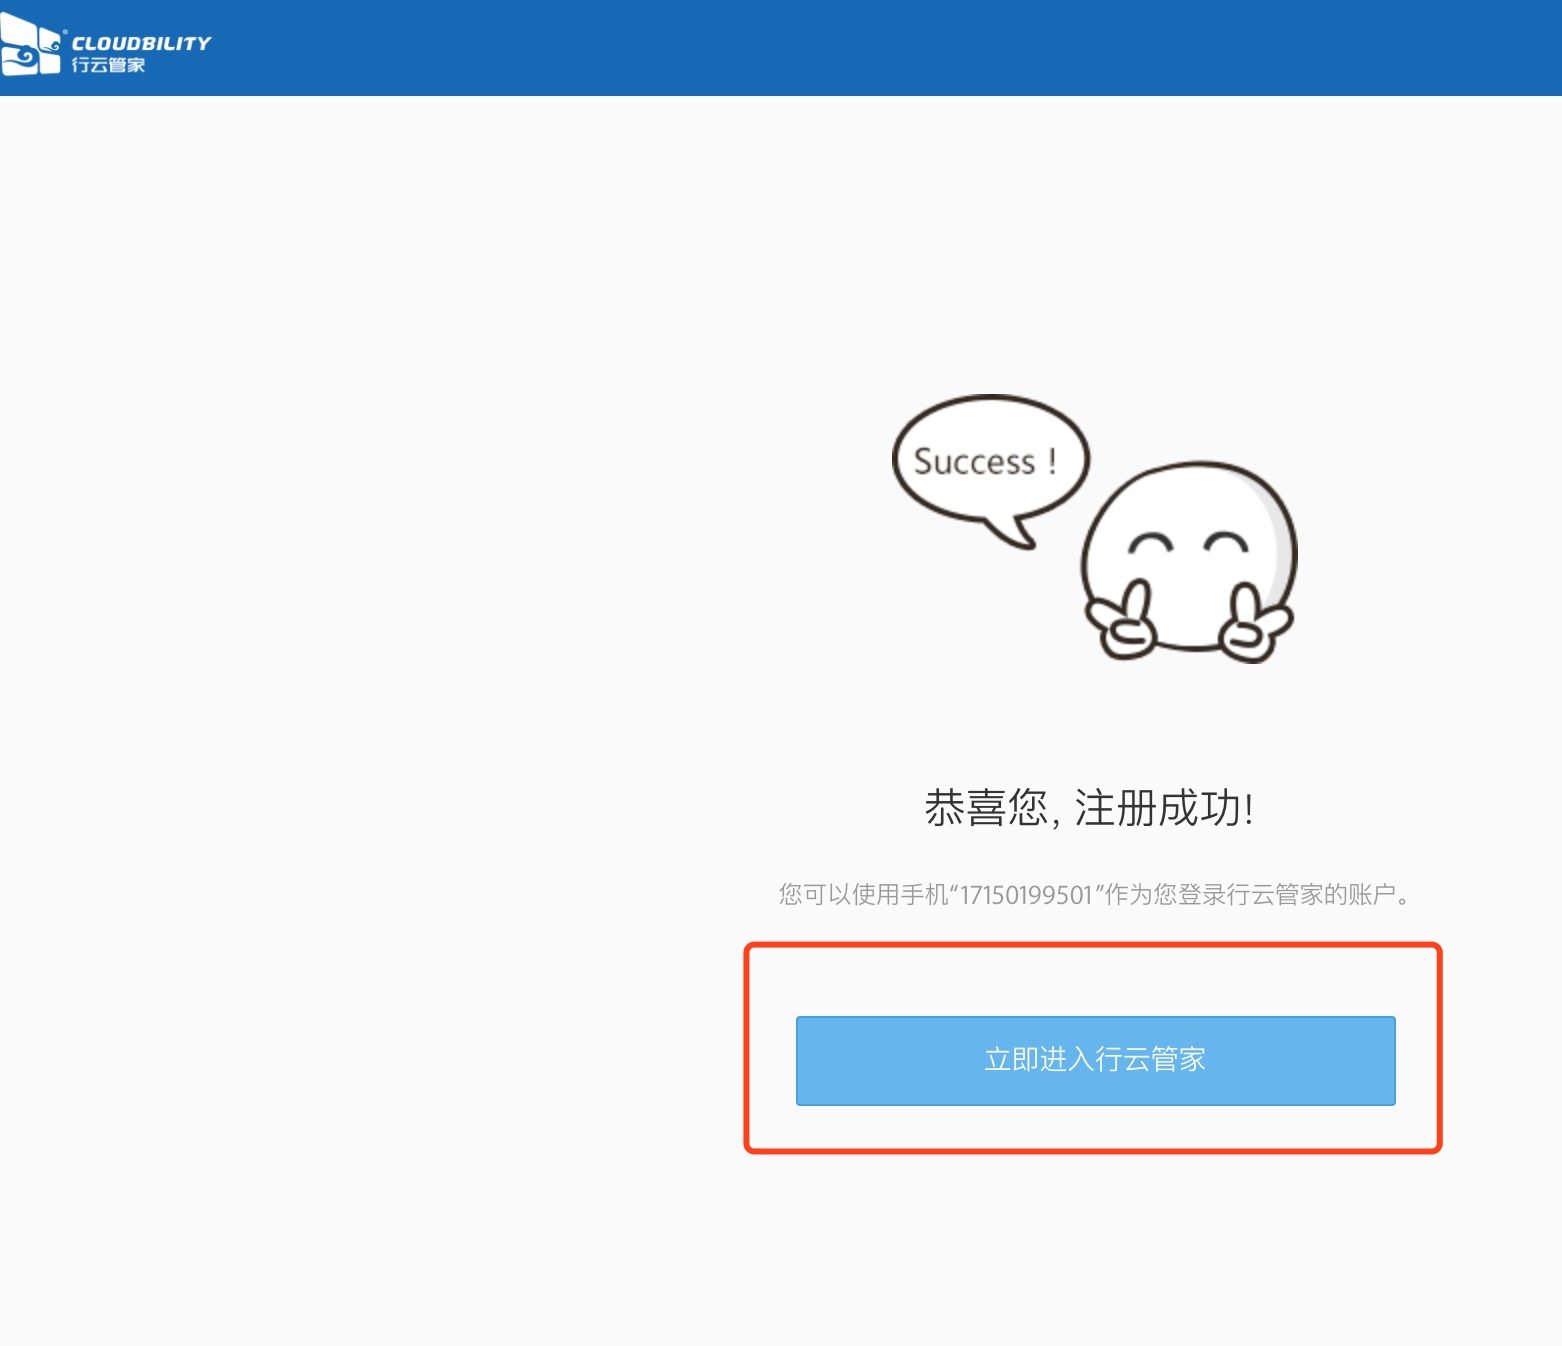 CLOUDBILITY
行云管家
Success !
恭喜您, 注册成功!
您可以使用手机“17150199501”作为您登录行云管家的账户。
立即进入行云管家